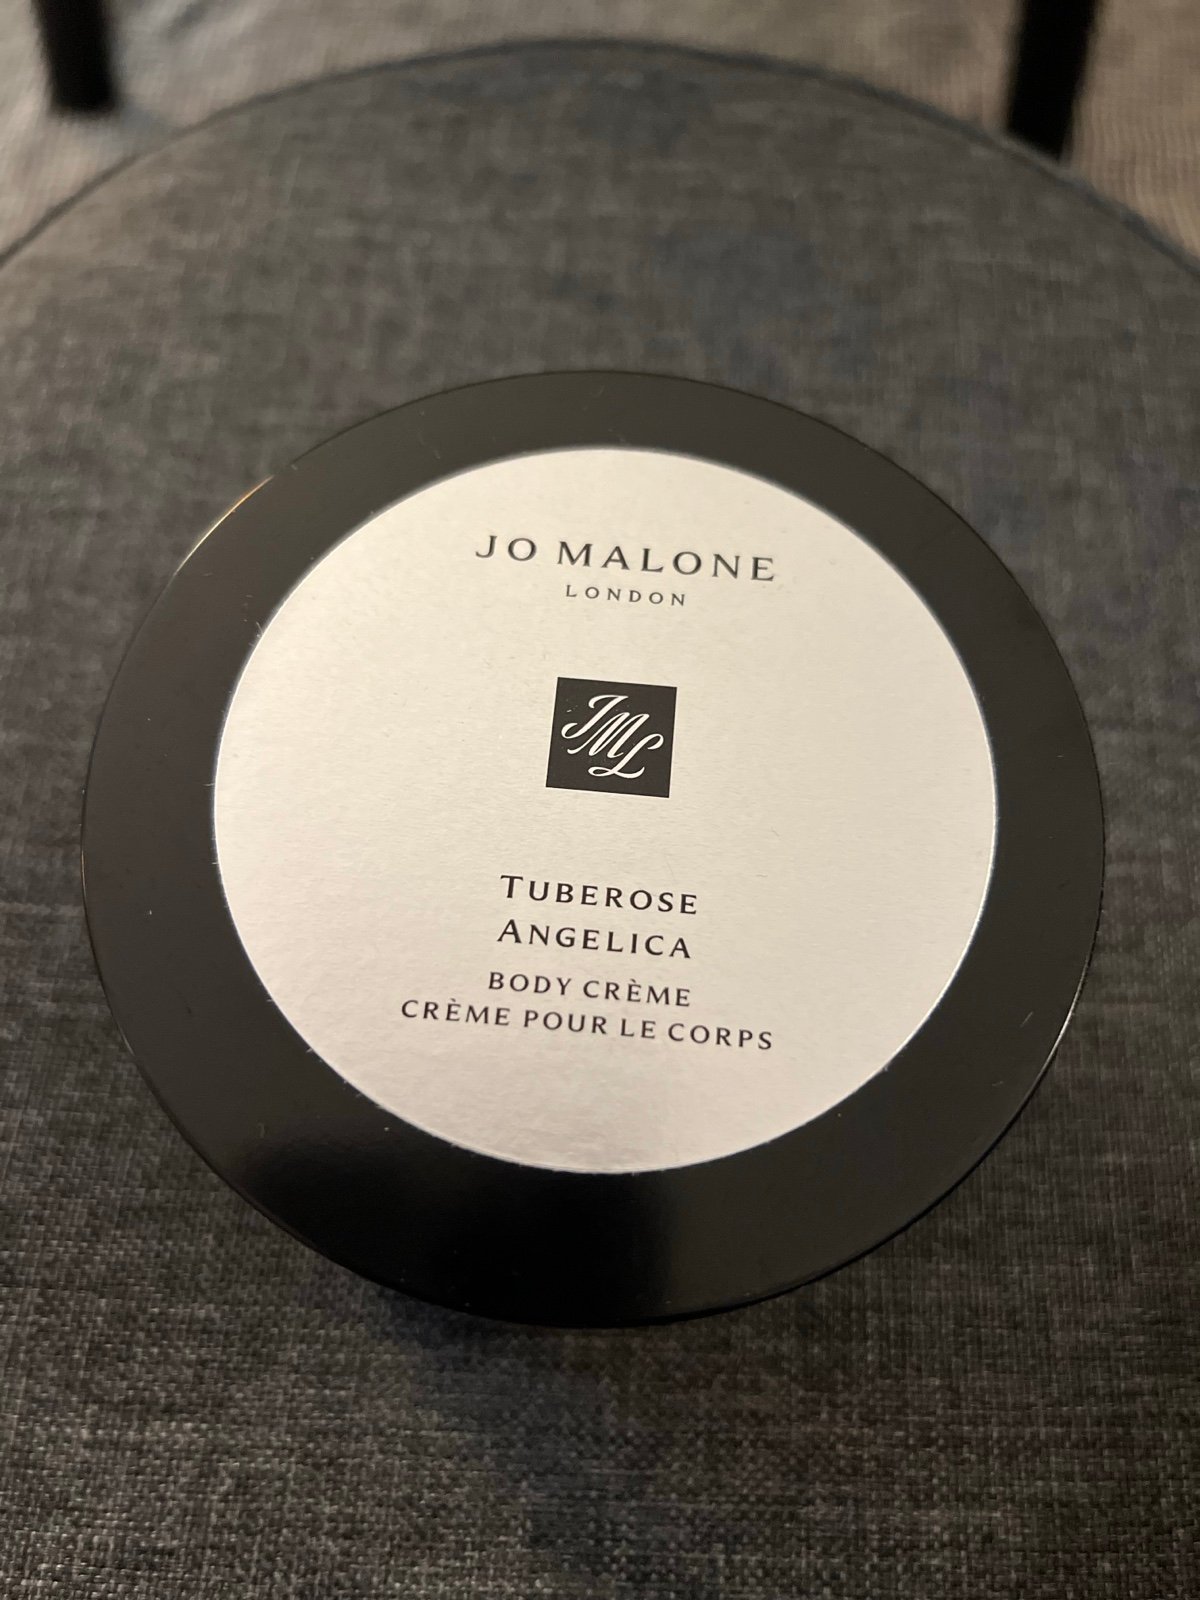 JO MALONE
LONDON
JML
TUBEROSE
ANGELICA
BODY CRÈME
CRÈME POUR LE CORPS